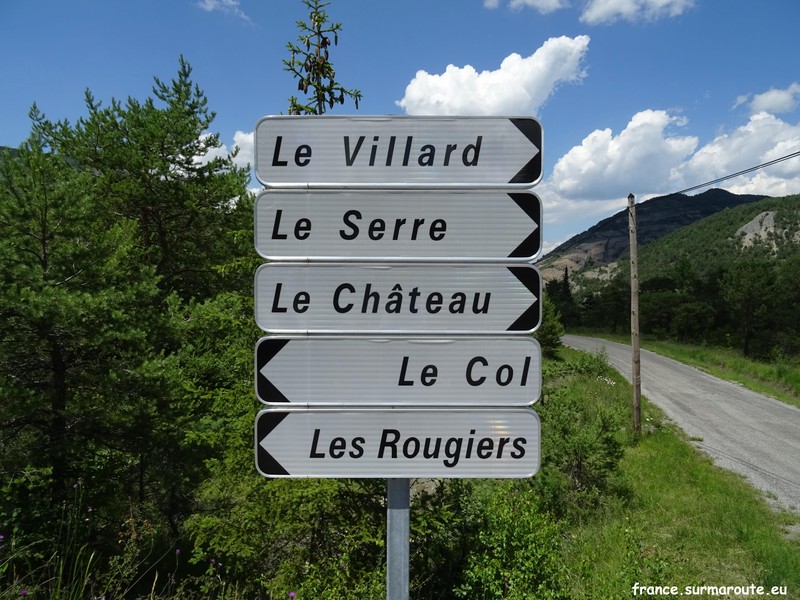 Le Villard
Le Serre
Le Château
Le Col
Les Rougiers
france.surmaroute.eu